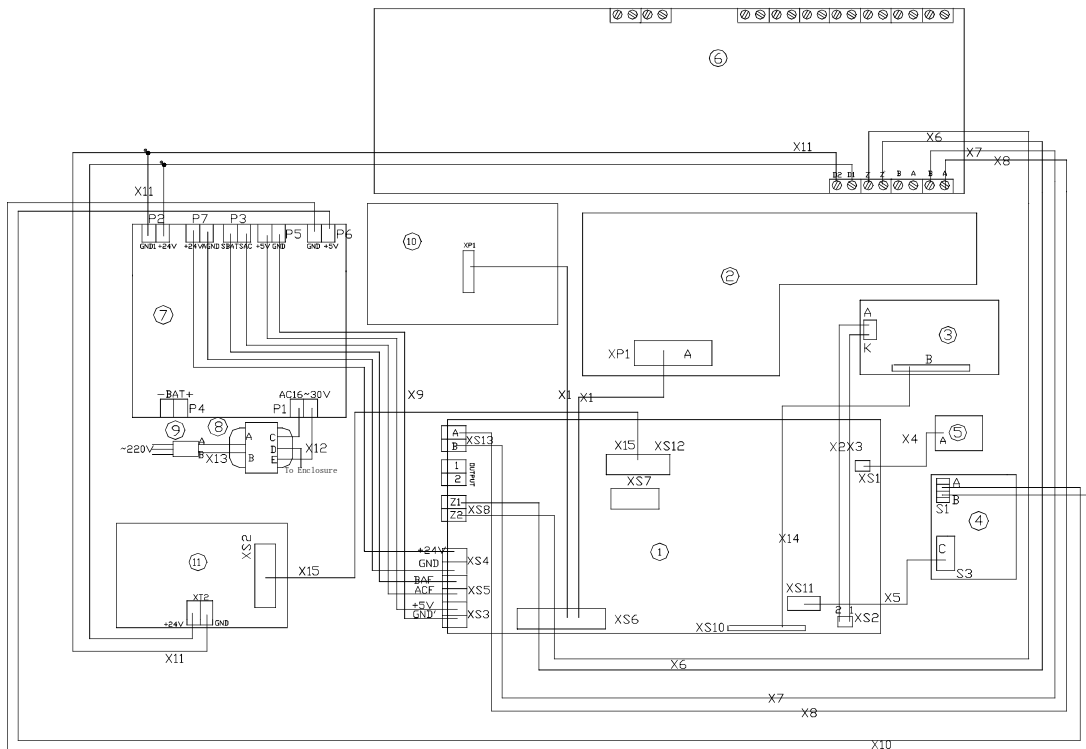 6
X6
X11
X7
X8
D2 D1 Z Z' B A B A
X11
P2 P7 P3 P5 P6
GND1 +24V +24VA GND SBAT SAC +5V GND GND +5V
10
XP1
2
7
A
3
K
XP1 A
B
-BAT+
P4
AC16~30V
P1
X9
X1
X1
9
8
A
C
~220V
A
B
X13
B
D
E
X12
To Enclosure
A
B
XS13
X15
XS12
X2 X3
X4
5
A
XS1
1
2
OUTPUT
XS7
Z1
Z2
XS8
A
B
S1
4
XS2
11
X15
+24V
GND
XS4
1
X14
C
S3
BAF
ACF
XS5
XT2
+24V
GND
+5V
GND'
XS3
XS6
XS11
X5
2 1
XS2
XS10
X11
X6
X7
X8
X10